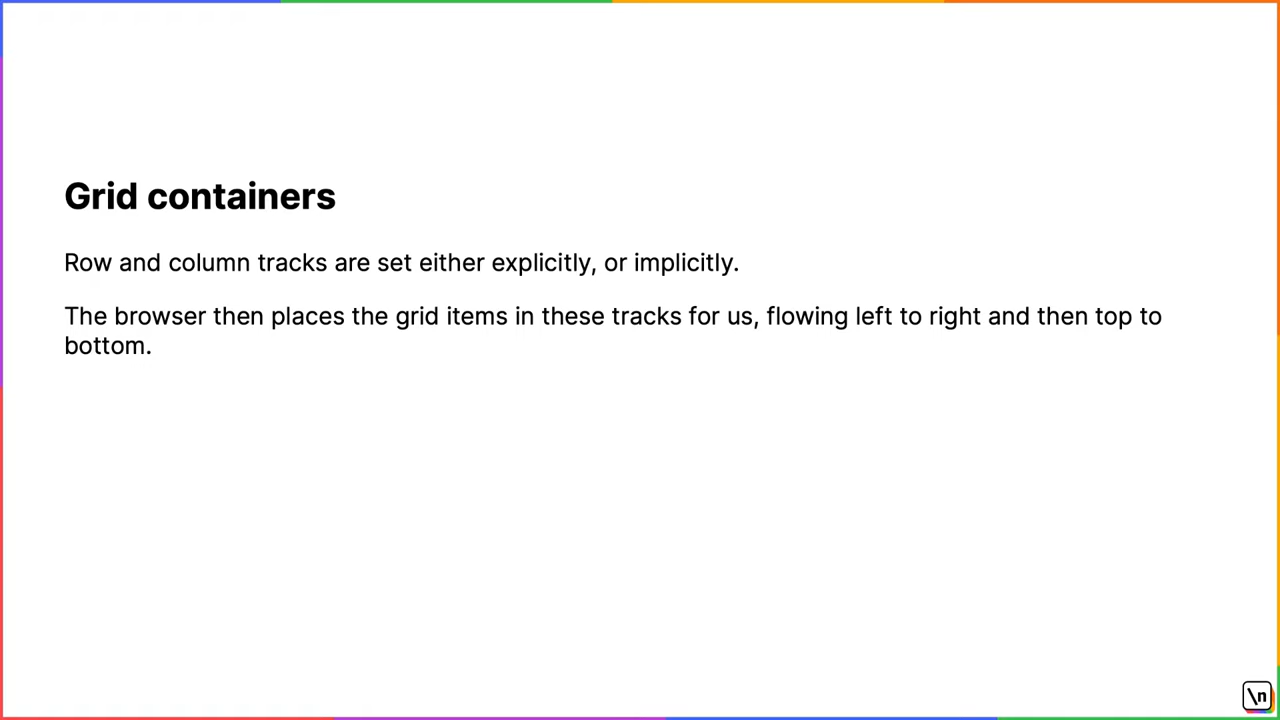 Grid containers
Row and column tracks are set either explicitly, or implicitly.
The browser then places the grid items in these tracks for us, flowing left to right and then top to
bottom.
\n